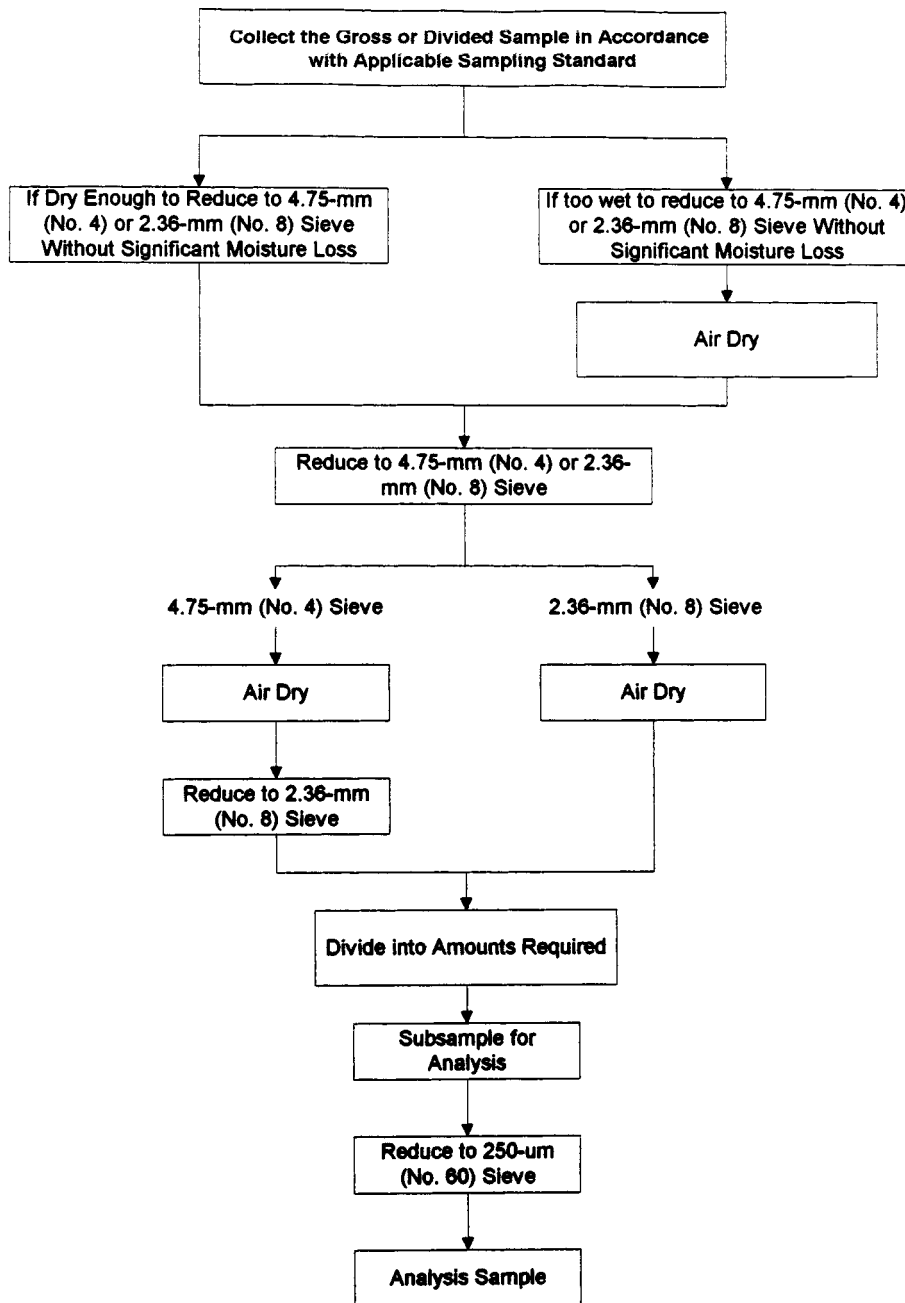 Collect the Gross or Divided Sample in Accordance
with Applicable Sampling Standard
If Dry Enough to Reduce to 4.75-mm
(No. 4) or 2.36-mm (No. 8) Sieve
Without Significant Moisture Loss
If too wet to reduce to 4.75-mm (No. 4)
or 2.36-mm (No. 8) Sieve Without
Significant Moisture Loss
Air Dry
Reduce to 4.75-mm (No. 4) or 2.36-
mm (No. 8) Sieve
4.75-mm (No. 4) Sieve
2.36-mm (No. 8) Sieve
Air Dry
Air Dry
Reduce to 2.36-mm
(No. 8) Sieve
Divide into Amounts Required
Subsample for
Analysis
Reduce to 250-um
(No. 60) Sieve
Analysis Sample